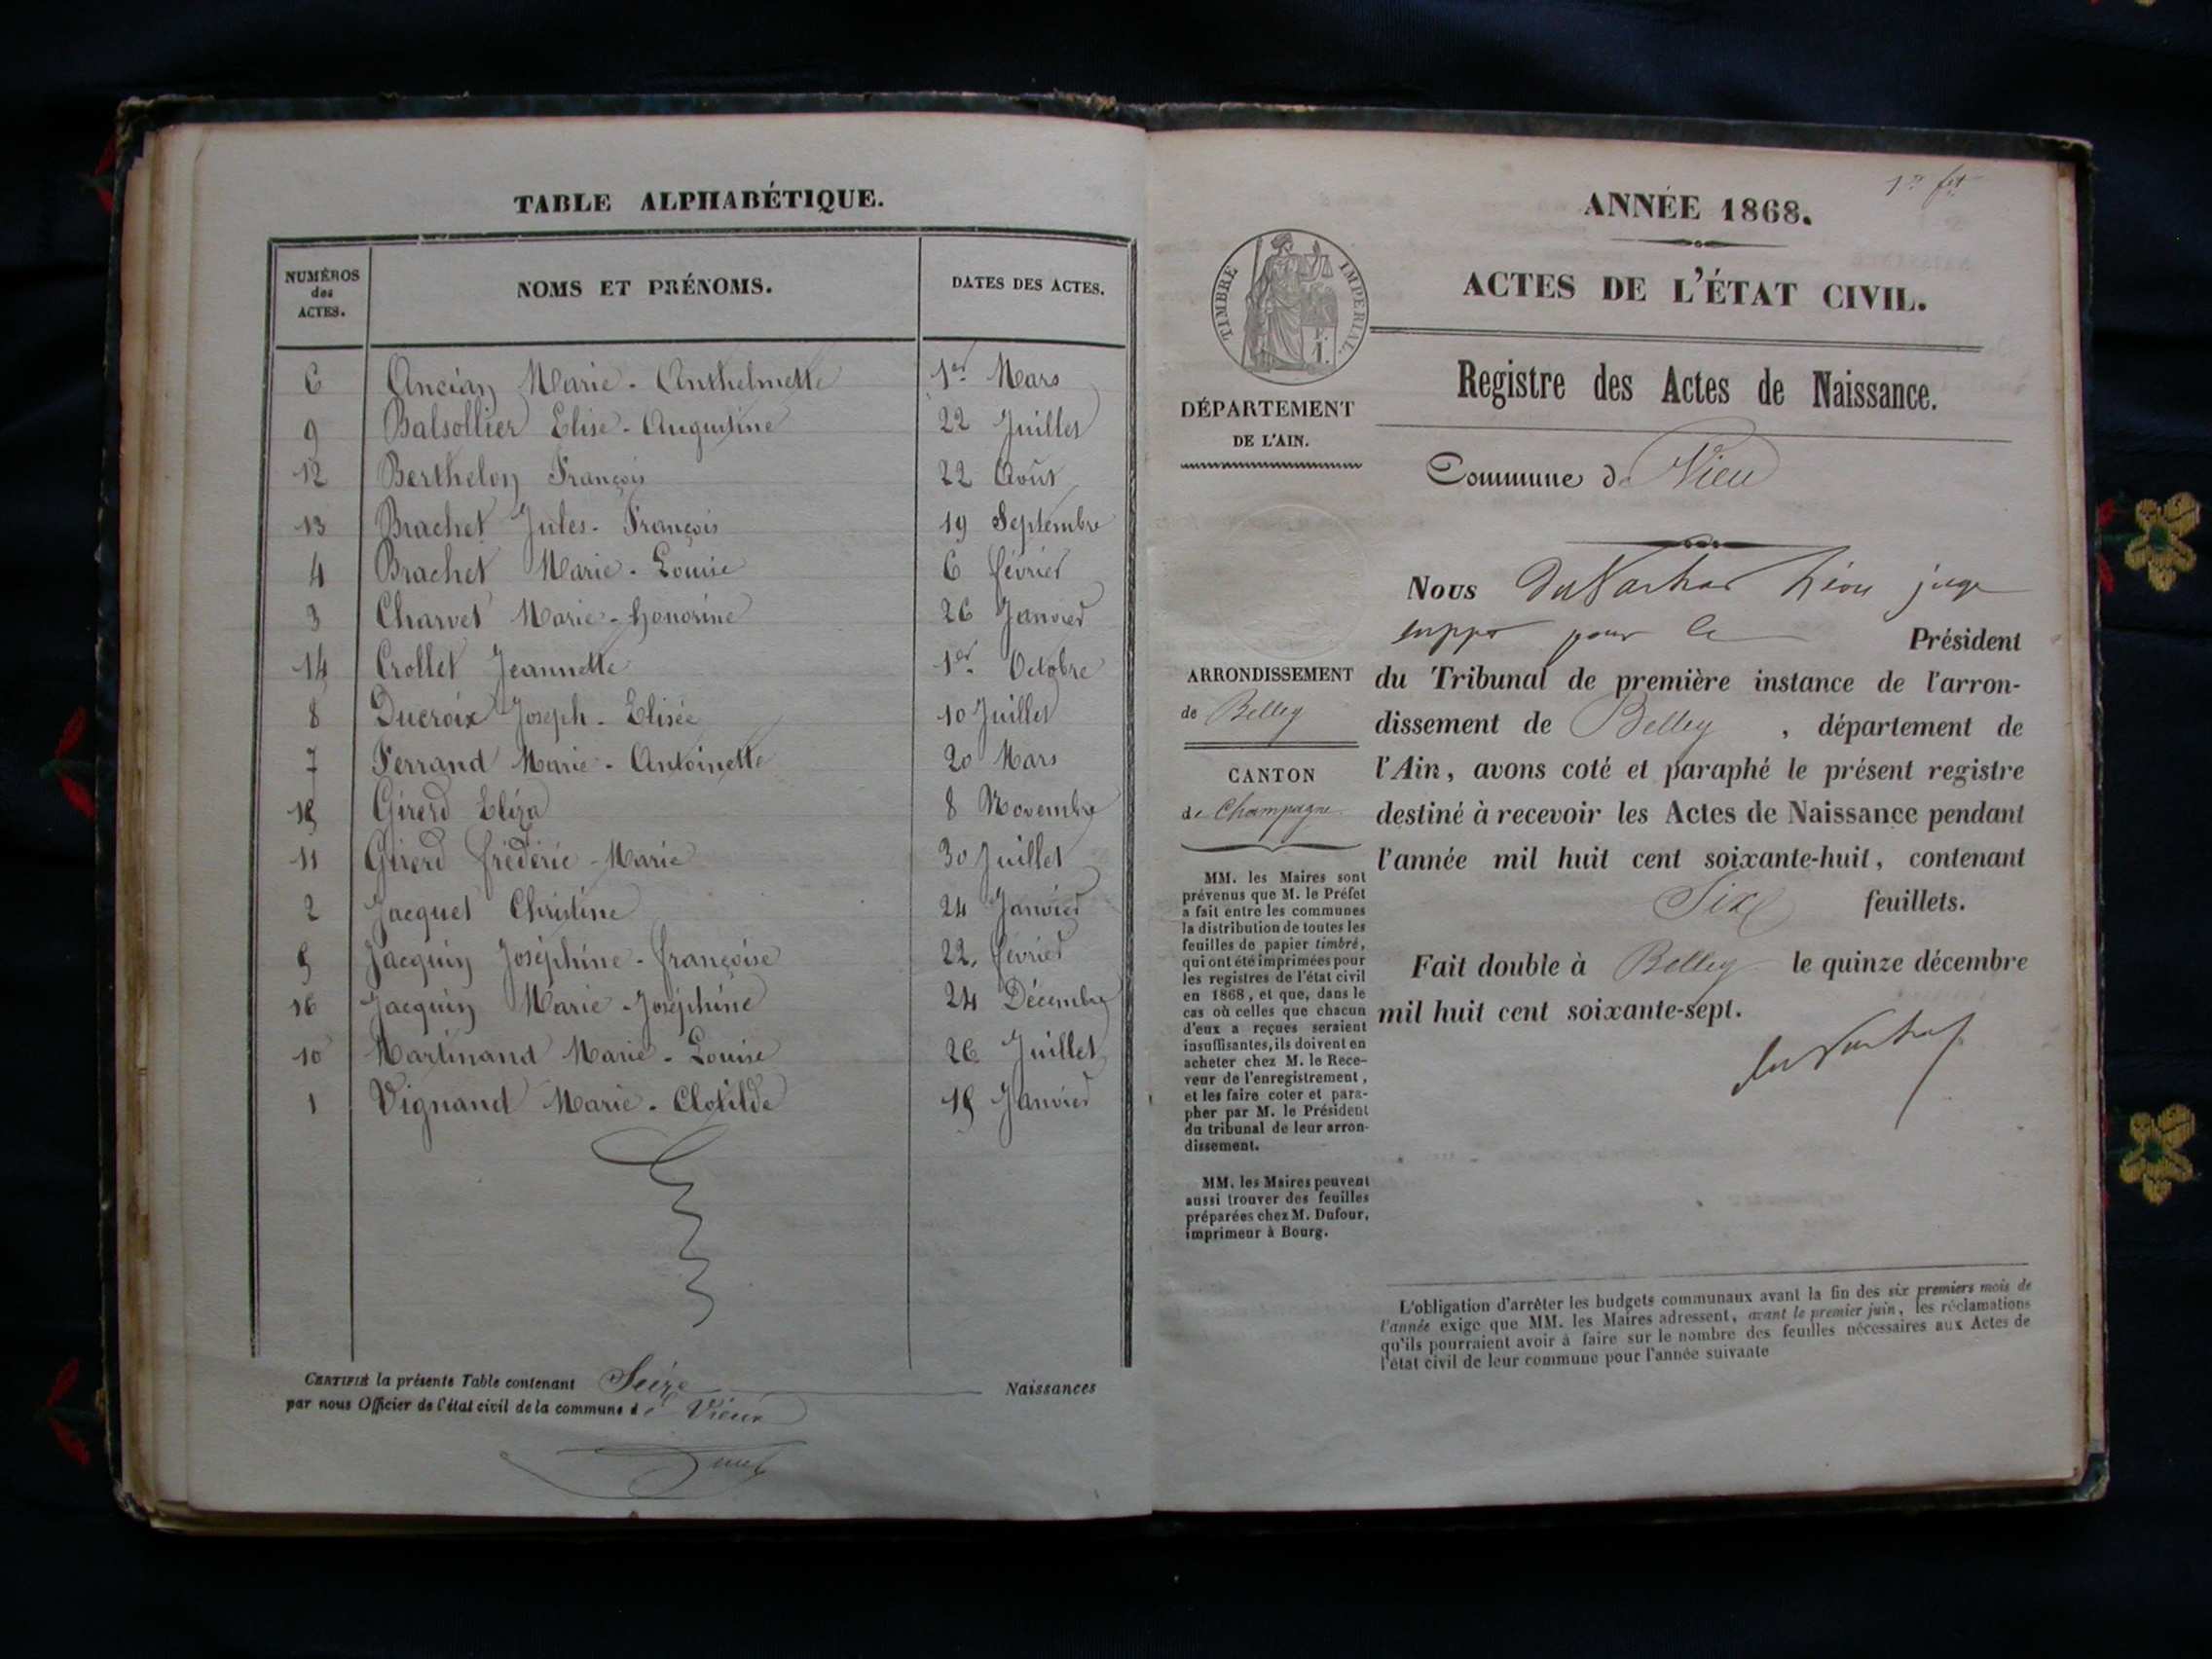 TABLE ALPHABÉTIQUE.
NUMÉROS des ACTES. NOMS ET PRÉNOMS. DATES DES ACTES.
6 Ancian Marie-Anthelmette 1er Mars
9 Balsollier Elise-Augustine 22 Juillet
12 Berthelon François 22 Août
13 Brachet Jules-François 19 Septembre
4 Brachet Marie-Louise 6 février
3 Charvet Marie-honorine 26 Janvier
14 Crollet Jeannette 1er Octobre
8 Ducroix Joseph-Elisée 10 Juillet
7 Ferrand Marie-Antoinette 20 Mars
15 Girerd Eliza 8 Novembre
11 Girerd frédéric-Marie 30 Juillet
2 Jacquet Christine 24 Janvier
5 Jacquin Joséphine-françoise 22 février
16 Jacquin Marie-Joséphine 24 Décembre
10 Martinand Marie-Louise 26 Juillet
1 Vignand Marie-Clotilde 15 Janvier
CERTIFIÉ la présente Table contenant Seize Naissances
par nous Officier de l'état civil de la commune de Vieu
1er fet
ANNÉE 1868.
ACTES DE L'ÉTAT CIVIL.
TIMBRE IMPERIAL.
Registre des Actes de Naissance.
DÉPARTEMENT
DE L'AIN.
Commune de Vieu
ARRONDISSEMENT
de Belley
CANTON
de Champagne
MM. les Maires sont
prévenus que M. le Préfet
a fait entre les communes
la distribution de toutes les
feuilles de papier timbré,
qui ont été imprimées pour
les registres de l'état civil
en 1868, et que, dans le
cas où celles que chacun
d'eux a reçues seraient
insuffisantes, ils doivent en
acheter chez M. le Rece-
veur de l'enregistrement,
et les faire coter et para-
pher par M. le Président
du tribunal de leur arron-
dissement.
MM. les Maires peuvent
aussi trouver des feuilles
préparées chez M. Dufour,
imprimeur à Bourg.
Nous Léon juge
supp pour le Président
du Tribunal de première instance de l'arron-
dissement de Belley, département de
l'Ain, avons coté et paraphé le présent registre
destiné à recevoir les Actes de Naissance pendant
l'année mil huit cent soixante-huit, contenant
Six feuillets.
Fait double à Belley le quinze décembre
mil huit cent soixante-sept.
L'obligation d'arrêter les budgets communaux avant la fin des six premiers mois de
l'année exige que MM. les Maires adressent, avant le premier juin, les réclamations
qu'ils pourraient avoir à faire sur le nombre des feuilles nécessaires aux Actes de
l'état civil de leur commune pour l'année suivante